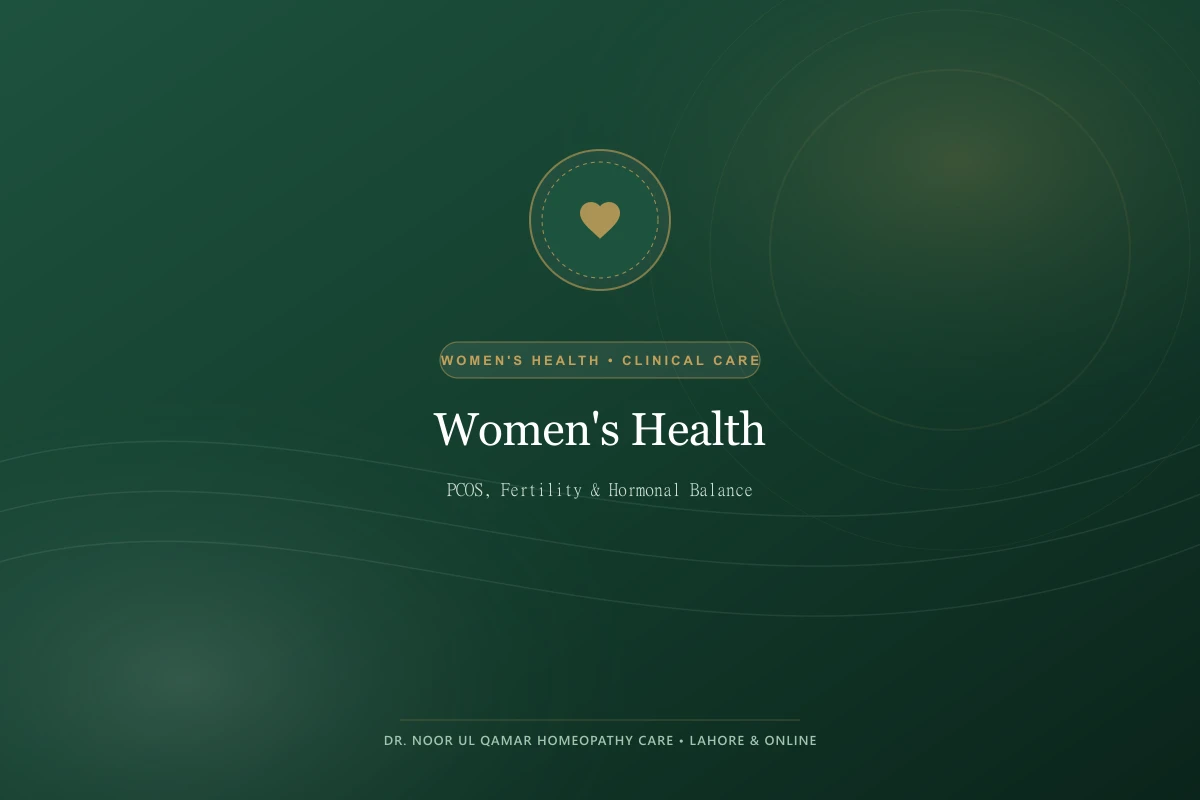 WOMEN'S HEALTH • CLINICAL CARE
Women's Health
PCOS, Fertility & Hormonal Balance
DR. NOOR UL QAMAR HOMEOPATHY CARE • LAHORE & ONLINE